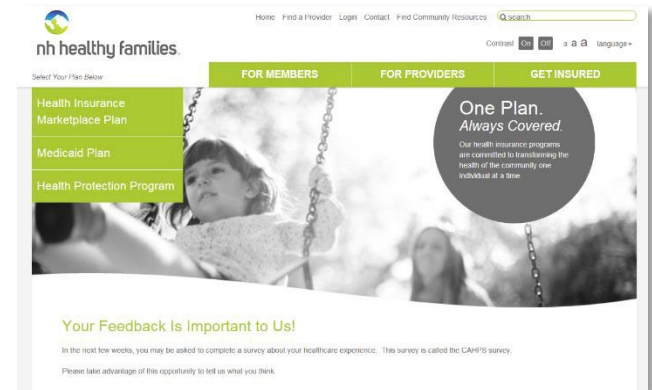 Home Find a Provider Login Contact Find Community Resources search
nh healthy families.
Contrast On Off a a a language
Select Your Plan Below
FOR MEMBERS FOR PROVIDERS GET INSURED
Health Insurance
Marketplace Plan
Medicaid Plan
Health Protection Program
One Plan.
Always Covered.
Our health insurance programs
are committed to transforming the
health of the community one
individual at a time.
Your Feedback Is Important to Us!
In the next few weeks, you may be asked to complete a survey about your healthcare experience. This survey is called the CAHPS survey.
Please take advantage of this opportunity to tell us what you think.